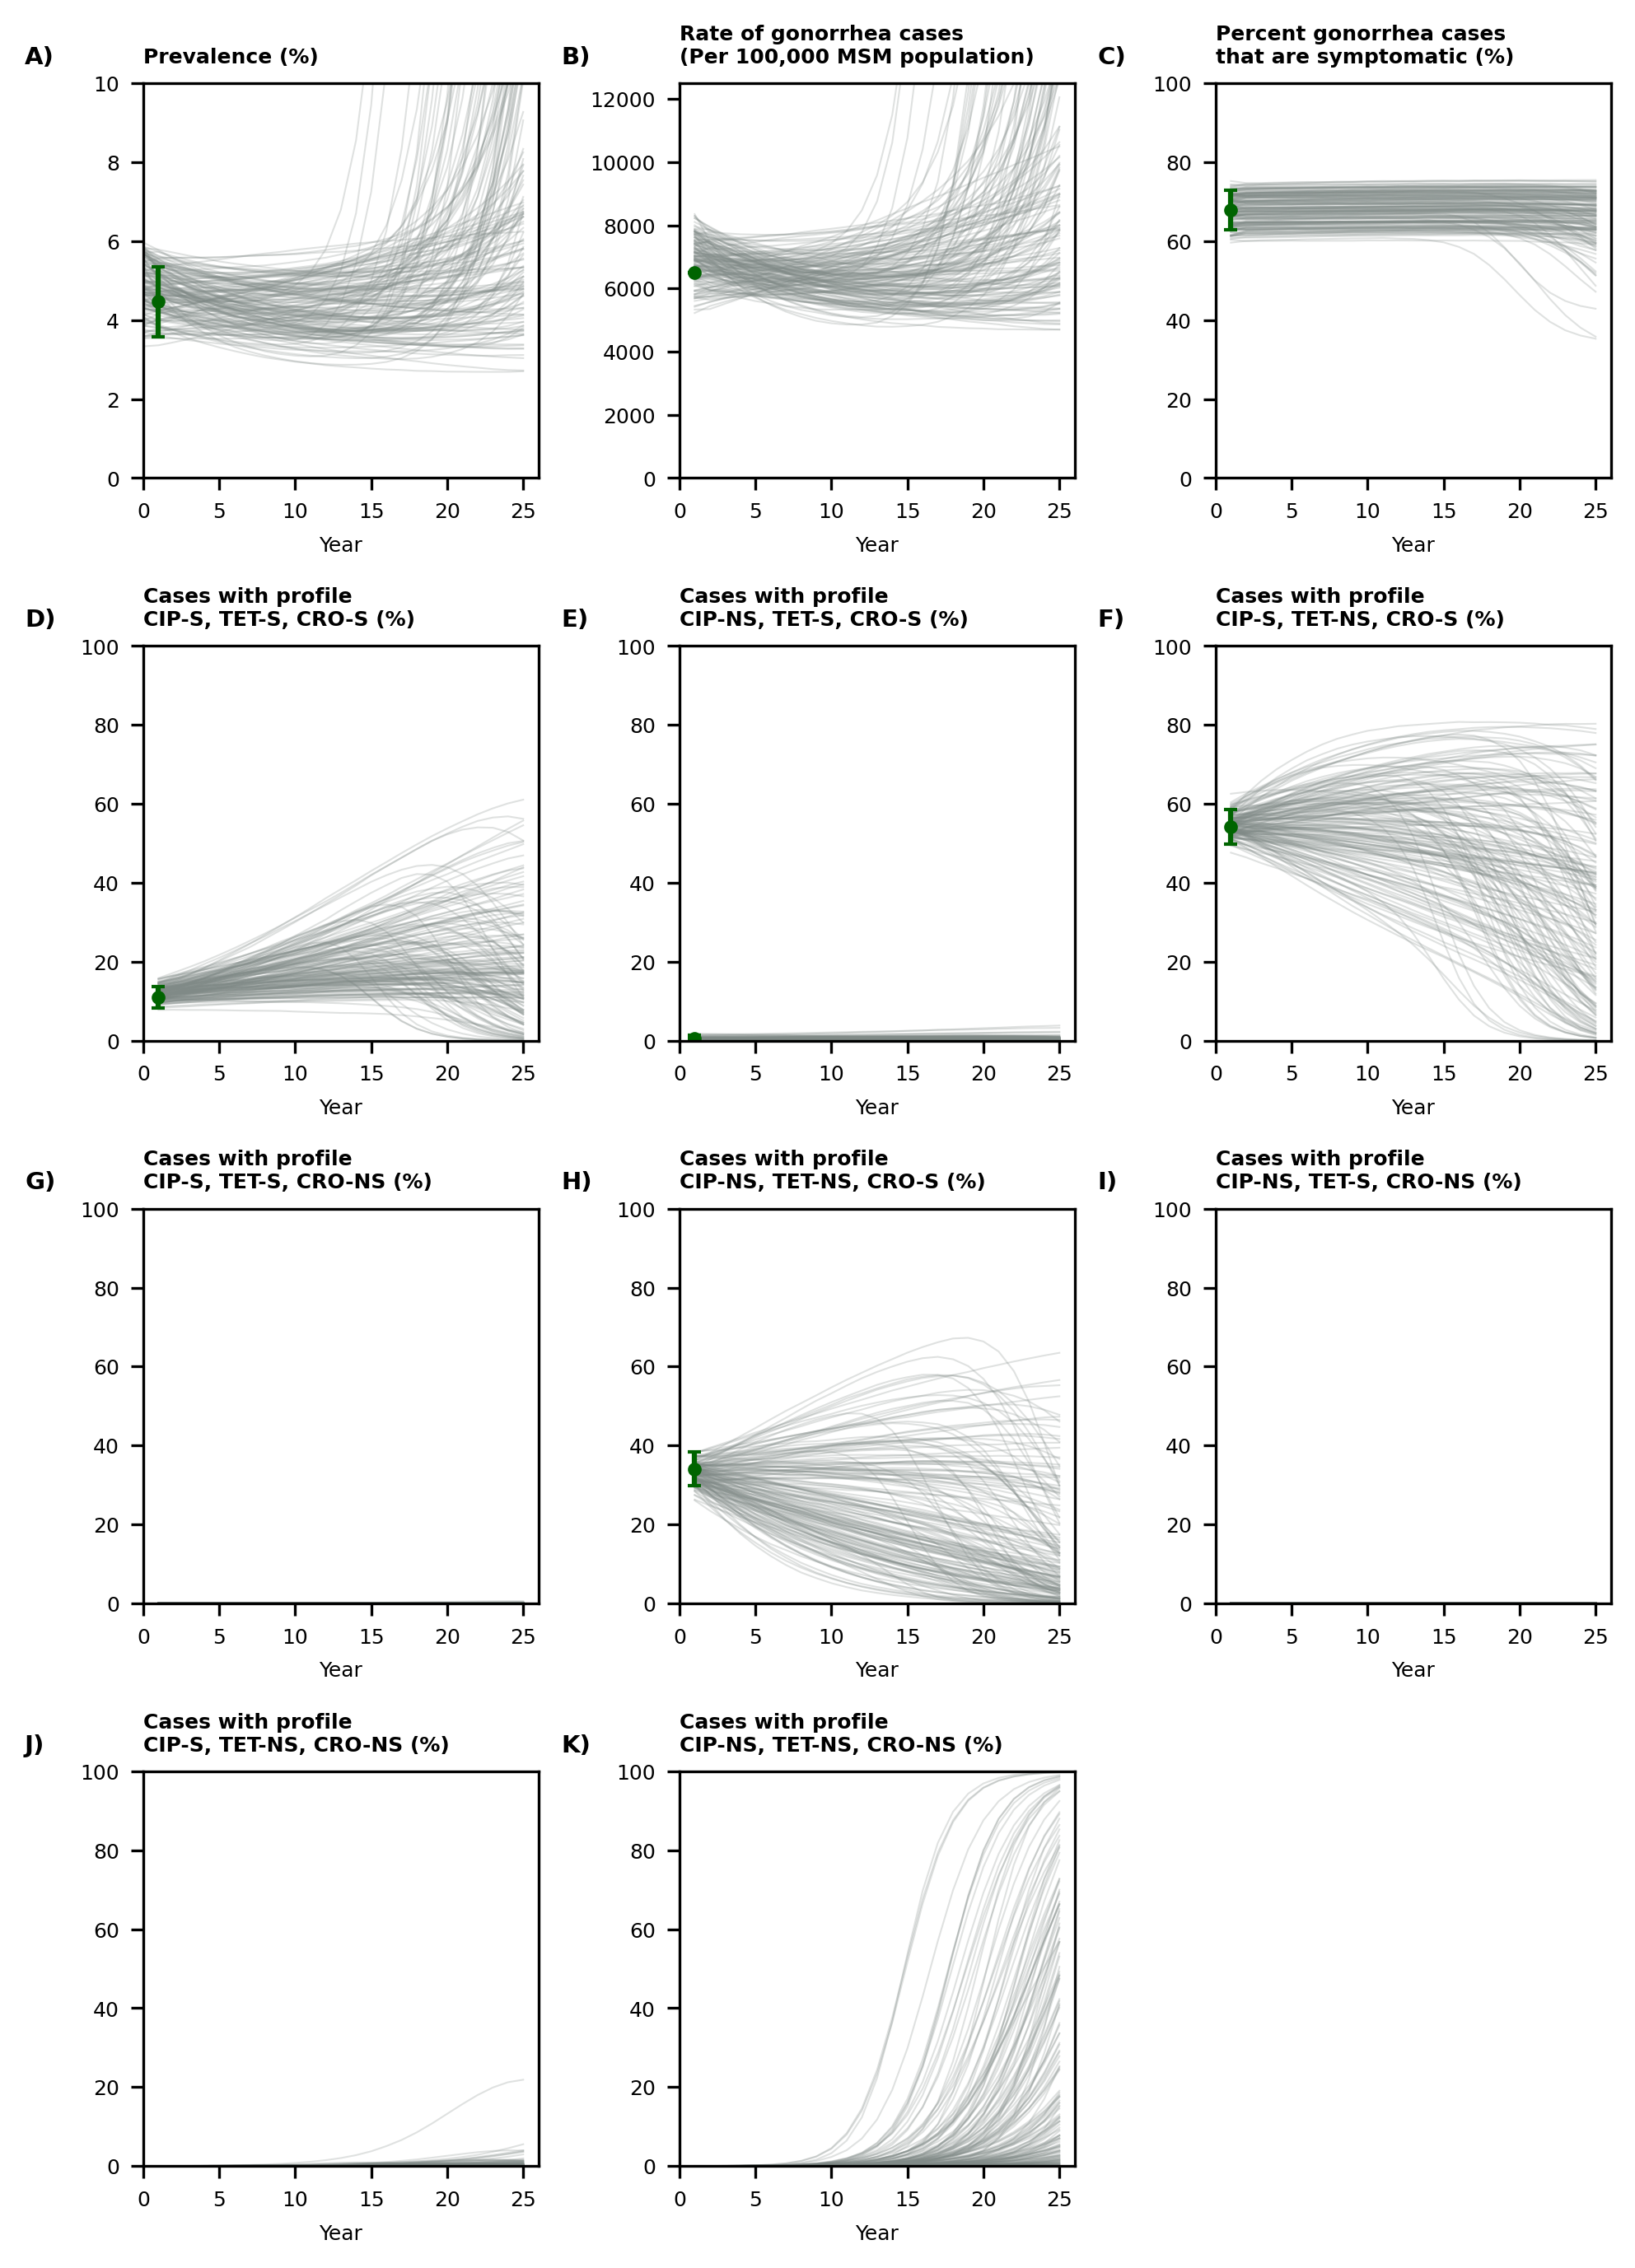 A)
Prevalence (%)
10
8
6
4
2
0
0 5 10 15 20 25
Year
B)
Rate of gonorrhea cases
(Per 100,000 MSM population)
12000
10000
8000
6000
4000
2000
0
0 5 10 15 20 25
Year
C)
Percent gonorrhea cases
that are symptomatic (%)
100
80
60
40
20
0
0 5 10 15 20 25
Year
D)
Cases with profile
CIP-S, TET-S, CRO-S (%)
100
80
60
40
20
0
0 5 10 15 20 25
Year
E)
Cases with profile
CIP-NS, TET-S, CRO-S (%)
100
80
60
40
20
0
0 5 10 15 20 25
Year
F)
Cases with profile
CIP-S, TET-NS, CRO-S (%)
100
80
60
40
20
0
0 5 10 15 20 25
Year
G)
Cases with profile
CIP-S, TET-S, CRO-NS (%)
100
80
60
40
20
0
0 5 10 15 20 25
Year
H)
Cases with profile
CIP-NS, TET-NS, CRO-S (%)
100
80
60
40
20
0
0 5 10 15 20 25
Year
I)
Cases with profile
CIP-NS, TET-S, CRO-NS (%)
100
80
60
40
20
0
0 5 10 15 20 25
Year
J)
Cases with profile
CIP-S, TET-NS, CRO-NS (%)
100
80
60
40
20
0
0 5 10 15 20 25
Year
K)
Cases with profile
CIP-NS, TET-NS, CRO-NS (%)
100
80
60
40
20
0
0 5 10 15 20 25
Year